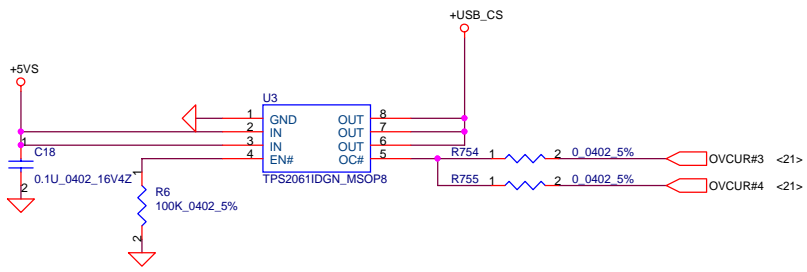 +USB_CS
+5VS
U3
1 GND OUT 8
2 IN OUT 7
3 IN OUT 6
4 EN# OC# 5
TPS2061IDGN_MSOP8
1
C18
0.1U_0402_16V4Z
2
1
R6
100K_0402_5%
2
R754 1 2 0_0402_5% OVCUR#3 <21>
R755 1 2 0_0402_5% OVCUR#4 <21>